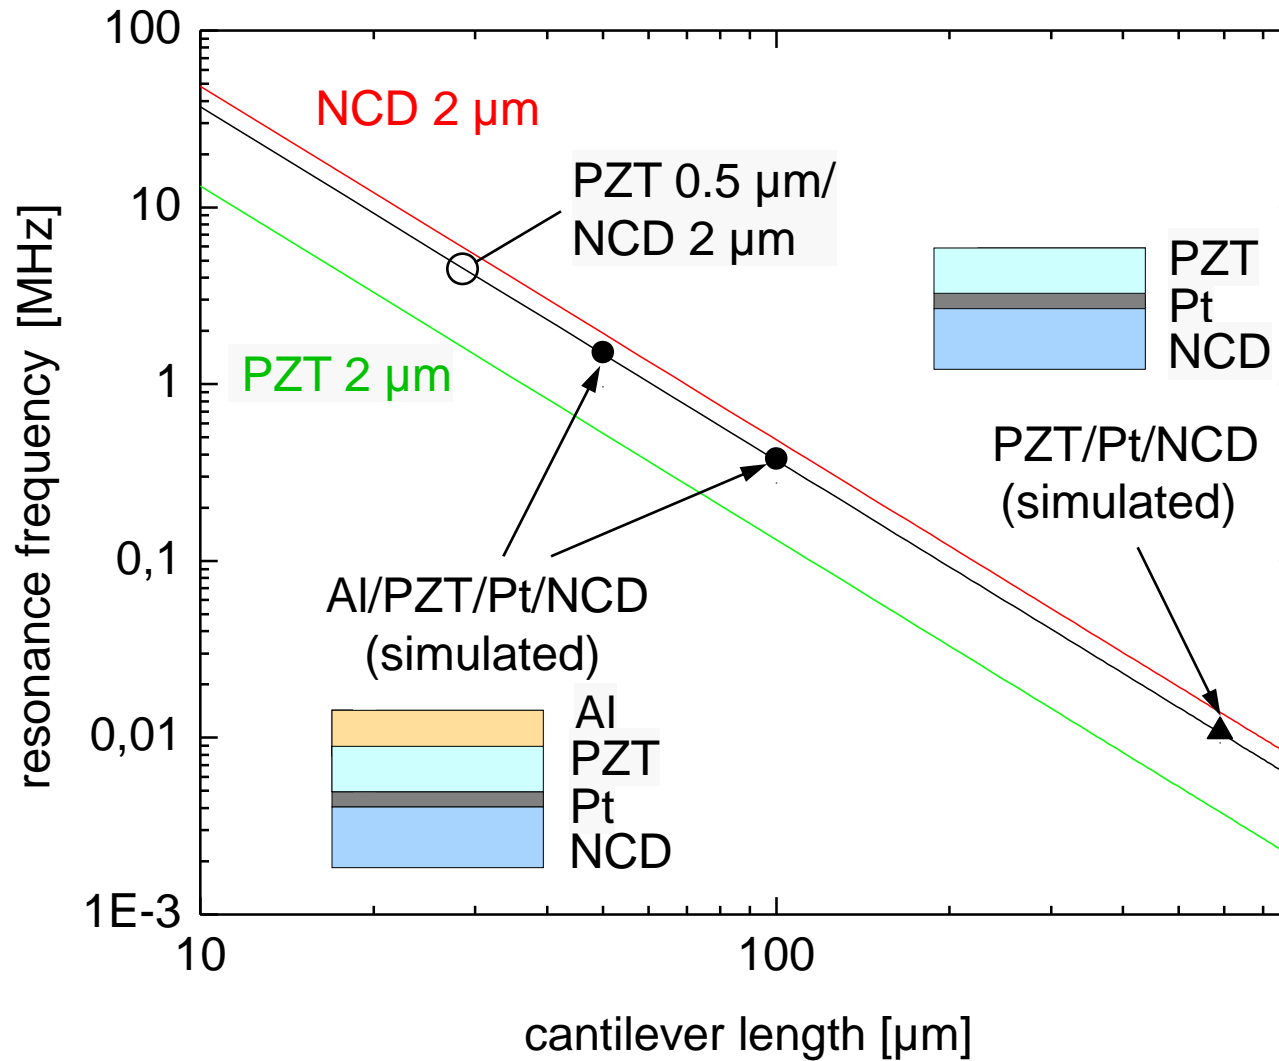 100
10
1
0,1
0,01
1E-3
resonance frequency [MHz]
NCD 2 µm
PZT 0.5 µm/
NCD 2 µm
PZT 2 µm
PZT
Pt
NCD
PZT/Pt/NCD
(simulated)
Al/PZT/Pt/NCD
(simulated)
Al
PZT
Pt
NCD
10
100
cantilever length [µm]